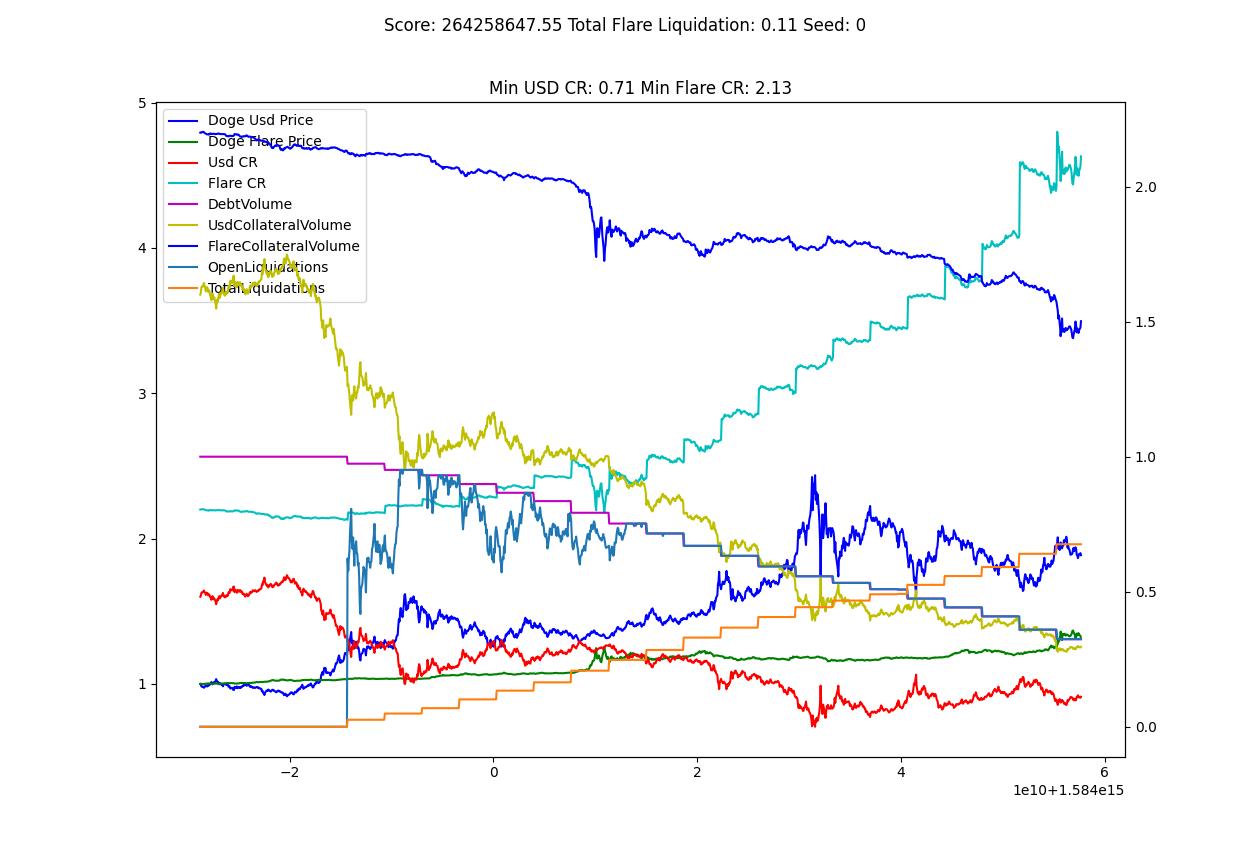 Score: 264258647.55 Total Flare Liquidation: 0.11 Seed: 0
Min USD CR: 0.71 Min Flare CR: 2.13
Doge Usd Price
Doge Flare Price
Usd CR
Flare CR
DebtVolume
UsdCollateralVolume
FlareCollateralVolume
OpenLiquidations
TotalLiquidations
5
4
3
2
1
2.0
1.5
1.0
0.5
0.0
−2
0
2
4
6
1e10+1.584e15